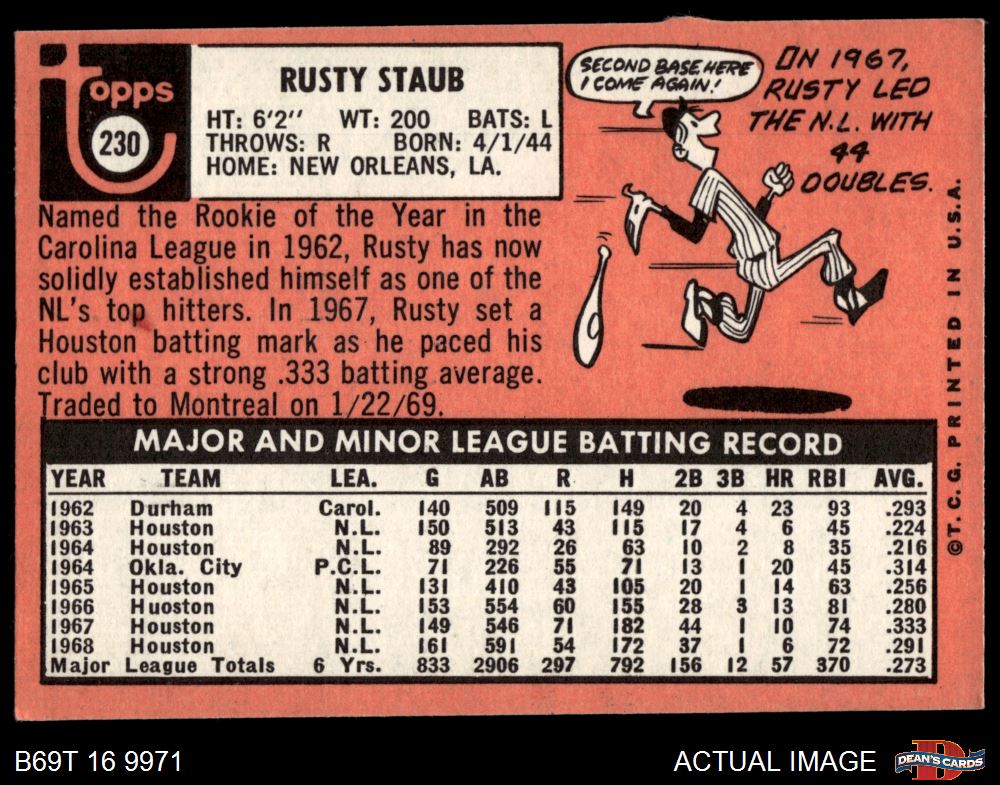 Topps
230
RUSTY STAUB
HT: 6'2" WT: 200 BATS: L
THROWS: R BORN: 4/1/44
HOME: NEW ORLEANS, LA.
SECOND BASE HERE
I COME AGAIN!
IN 1967,
RUSTY LED
THE N.L. WITH
44
DOUBLES.
Named the Rookie of the Year in the
Carolina League in 1962, Rusty has now
solidly established himself as one of the
NL's top hitters. In 1967, Rusty set a
Houston batting mark as he paced his
club with a strong .333 batting average.
Traded to Montreal on 1/22/69.
©T. C. G. PRINTED IN U.S.A.
MAJOR AND MINOR LEAGUE BATTING RECORD
YEAR TEAM LEA. G AB R H 2B 3B HR RBI AVG.
1962 Durham Carol. 140 509 115 149 20 4 23 93 .293
1963 Houston N.L. 150 513 43 115 17 4 6 45 .224
1964 Houston N.L. 89 292 26 63 10 2 8 35 .216
1964 Okla. City P.C.L. 71 226 55 71 13 1 20 45 .314
1965 Houston N.L. 131 410 43 105 20 1 14 63 .256
1966 Huoston N.L. 153 554 60 155 28 3 13 81 .280
1967 Houston N.L. 149 546 71 182 44 1 10 74 .333
1968 Houston N.L. 161 591 54 172 37 1 6 72 .291
Major League Totals 6 Yrs. 833 2906 297 792 156 12 57 370 .273
B69T 16 9971
ACTUAL IMAGE
DEAN'S CARDS